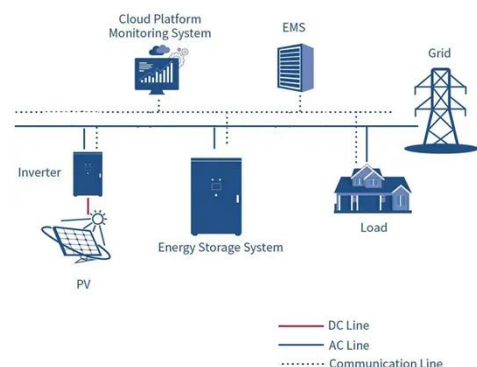 Cloud Platform
Monitoring System
EMS
Grid
Inverter
Energy Storage System
Load
PV
DC Line
AC Line
Communication Line